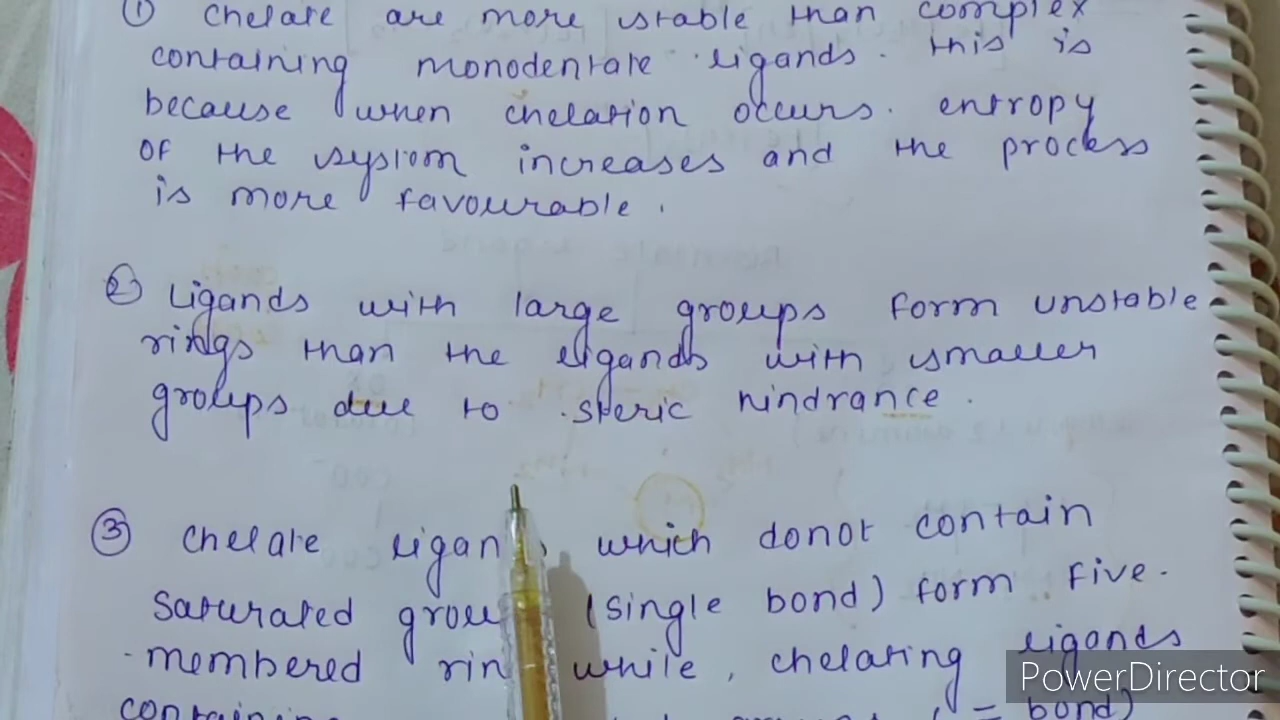 ① chelate are more stable than complex
containing monodentate ligands. this is
because when chelation occurs. entropy
of the system increases and the process
is more favourable.
② Ligands with large groups form unstable
rings than the ligands with smaller
groups due to steric hindrance.
③ chelate which donot contain
saturated (single bond) form five-
membered while, chelating ligands
containing = bond)
PowerDirector